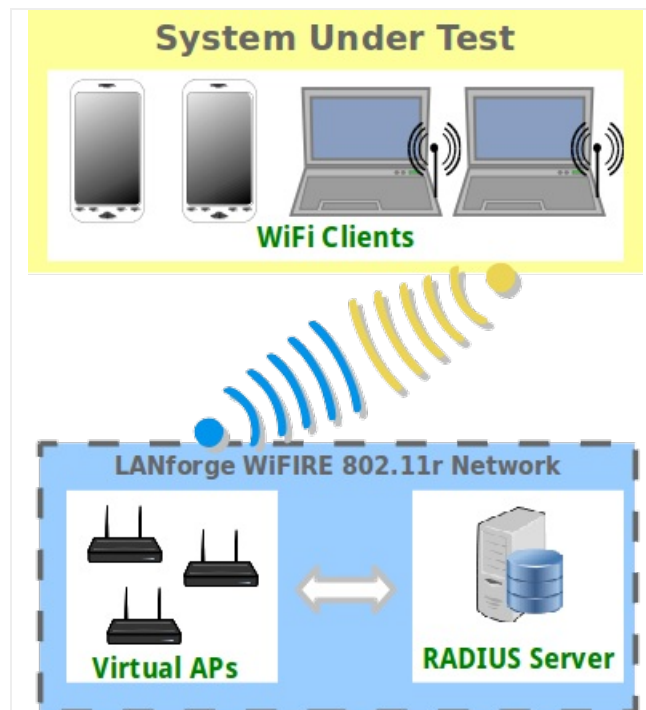 System Under Test
WiFi Clients
LANforge WiFIRE 802.11r Network
Virtual APs
RADIUS Server